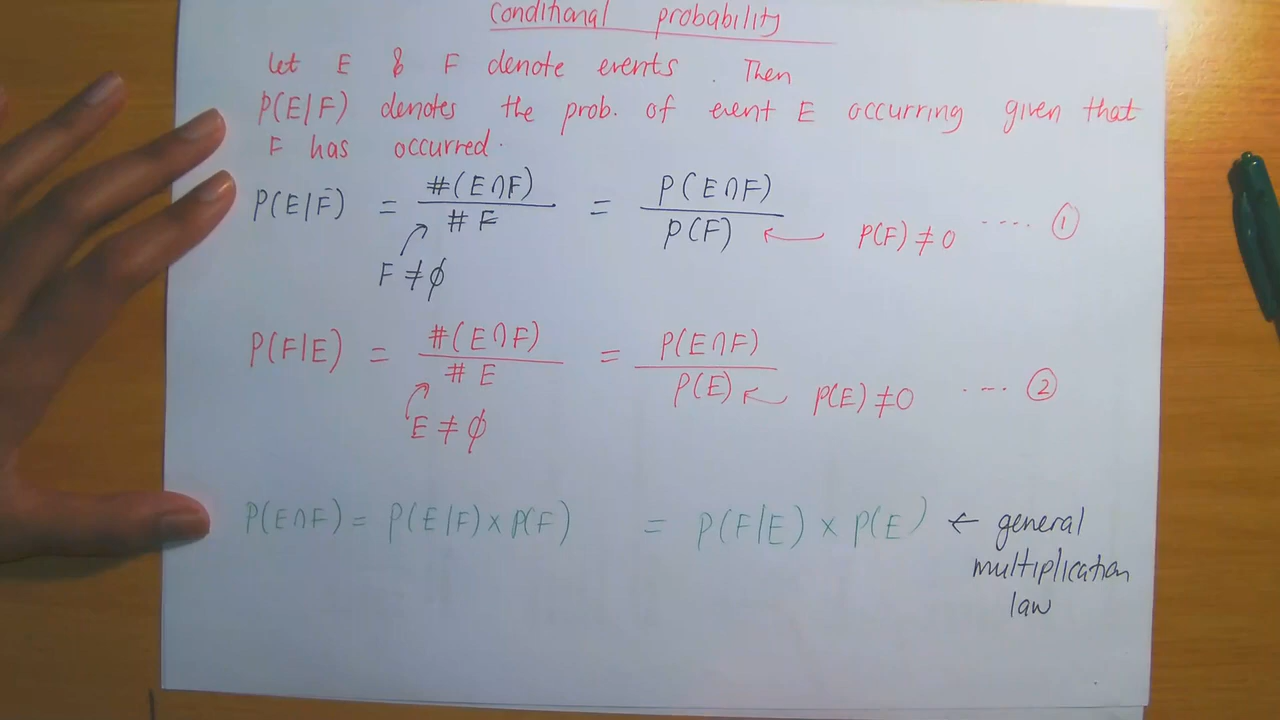 Conditional probability
Let E & F denote events. Then
P(E|F) denotes the prob. of event E occurring given that
F has occurred.
P(E|F) = #(E∩F) / # F = P(E∩F) / P(F) ← P(F) ≠ 0 .... ①
F ≠ ϕ
P(F|E) = #(E∩F) / # E = P(E∩F) / P(E) ← P(E) ≠ 0 .... ②
E ≠ ϕ
P(E∩F) = P(E|F) × P(F) = P(F|E) × P(E) ← general
multiplication
law